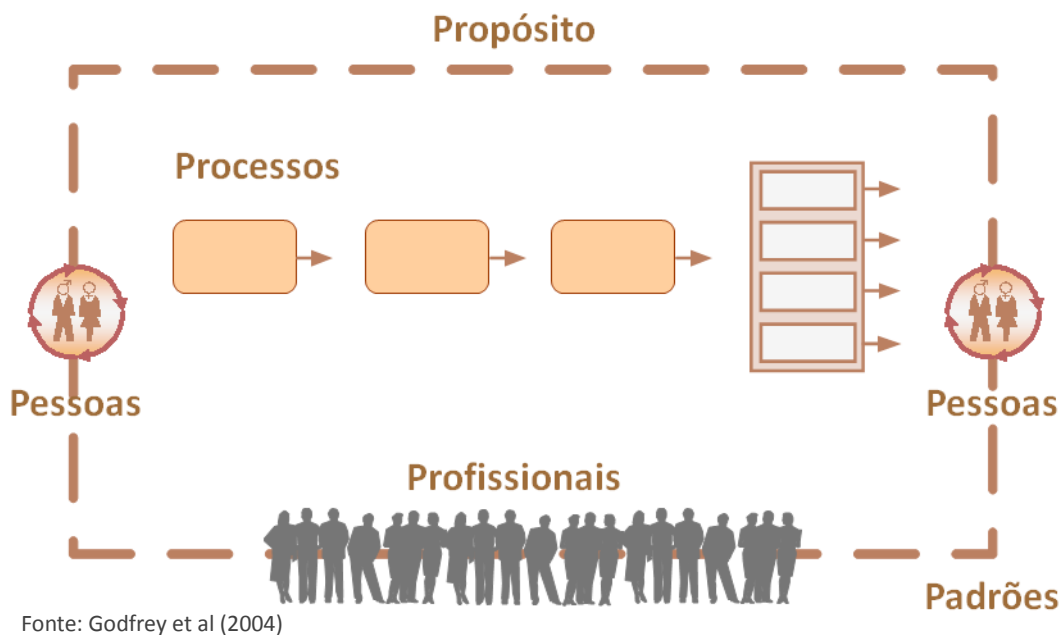 Propósito
Processos
Pessoas
Pessoas
Profissionais
Padrões
Fonte: Godfrey et al (2004)